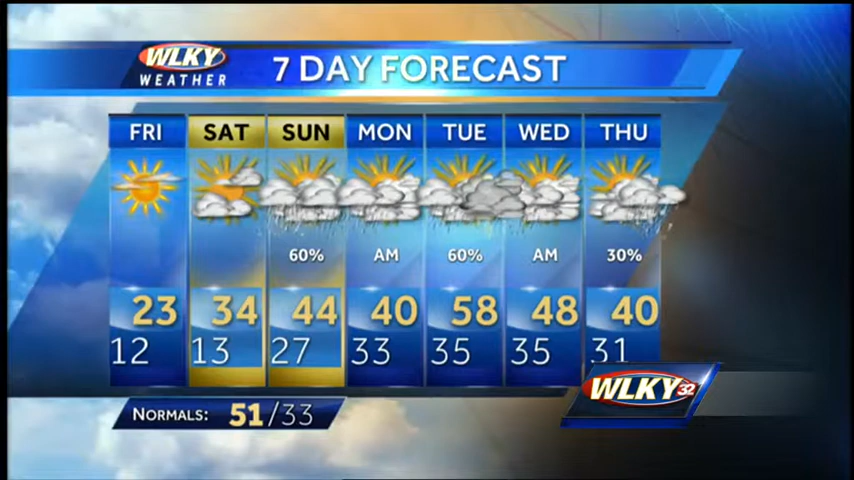 WLKY
WEATHER
7 DAY FORECAST
FRI SAT SUN MON TUE WED THU
60% AM 60% AM 30%
23 34 44 40 58 48 40
12 13 27 33 35 35 31
WLKY 32
NORMALS: 51/33